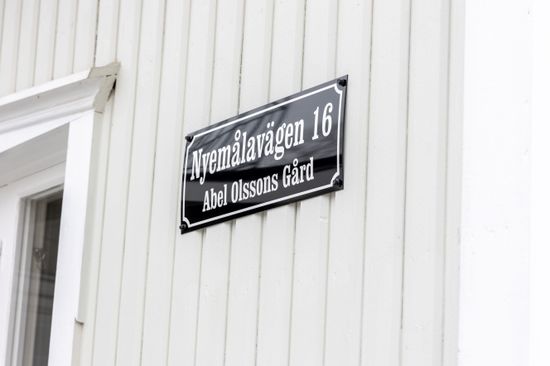 Nyemålavägen 16
Abel Olssons Gård